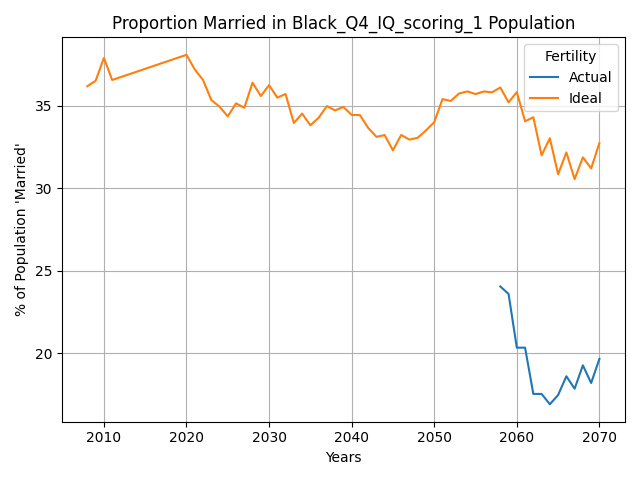 Proportion Married in Black_Q4_IQ_scoring_1 Population
Fertility
Actual
Ideal
% of Population 'Married'
35
30
25
20
2010 2020 2030 2040 2050 2060 2070
Years